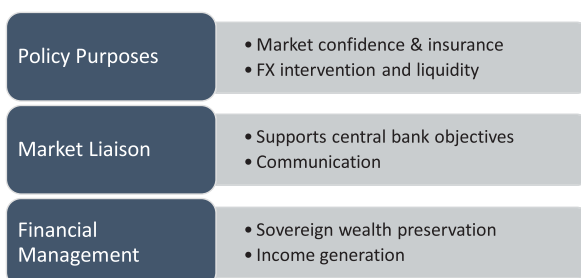 Policy Purposes
• Market confidence & insurance
• FX intervention and liquidity
Market Liaison
• Supports central bank objectives
• Communication
Financial
Management
• Sovereign wealth preservation
• Income generation